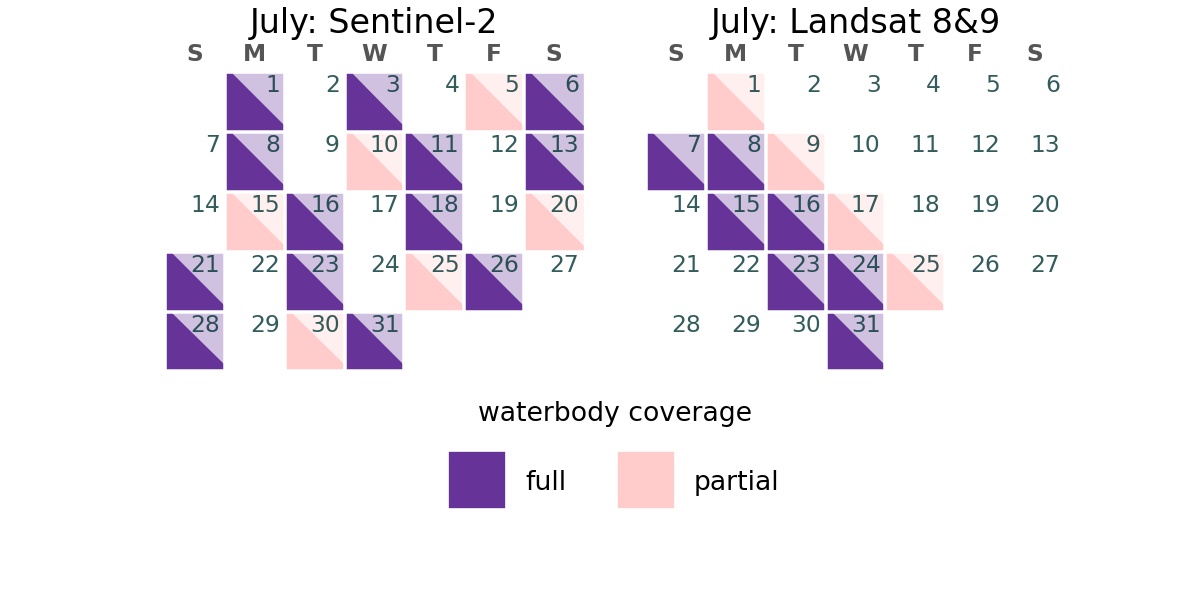 July: Sentinel-2
S M T W T F S
1 2 3 4 5 6
7 8 9 10 11 12 13
14 15 16 17 18 19 20
21 22 23 24 25 26 27
28 29 30 31
July: Landsat 8&9
S M T W T F S
1 2 3 4 5 6
7 8 9 10 11 12 13
14 15 16 17 18 19 20
21 22 23 24 25 26 27
28 29 30 31
waterbody coverage
full partial